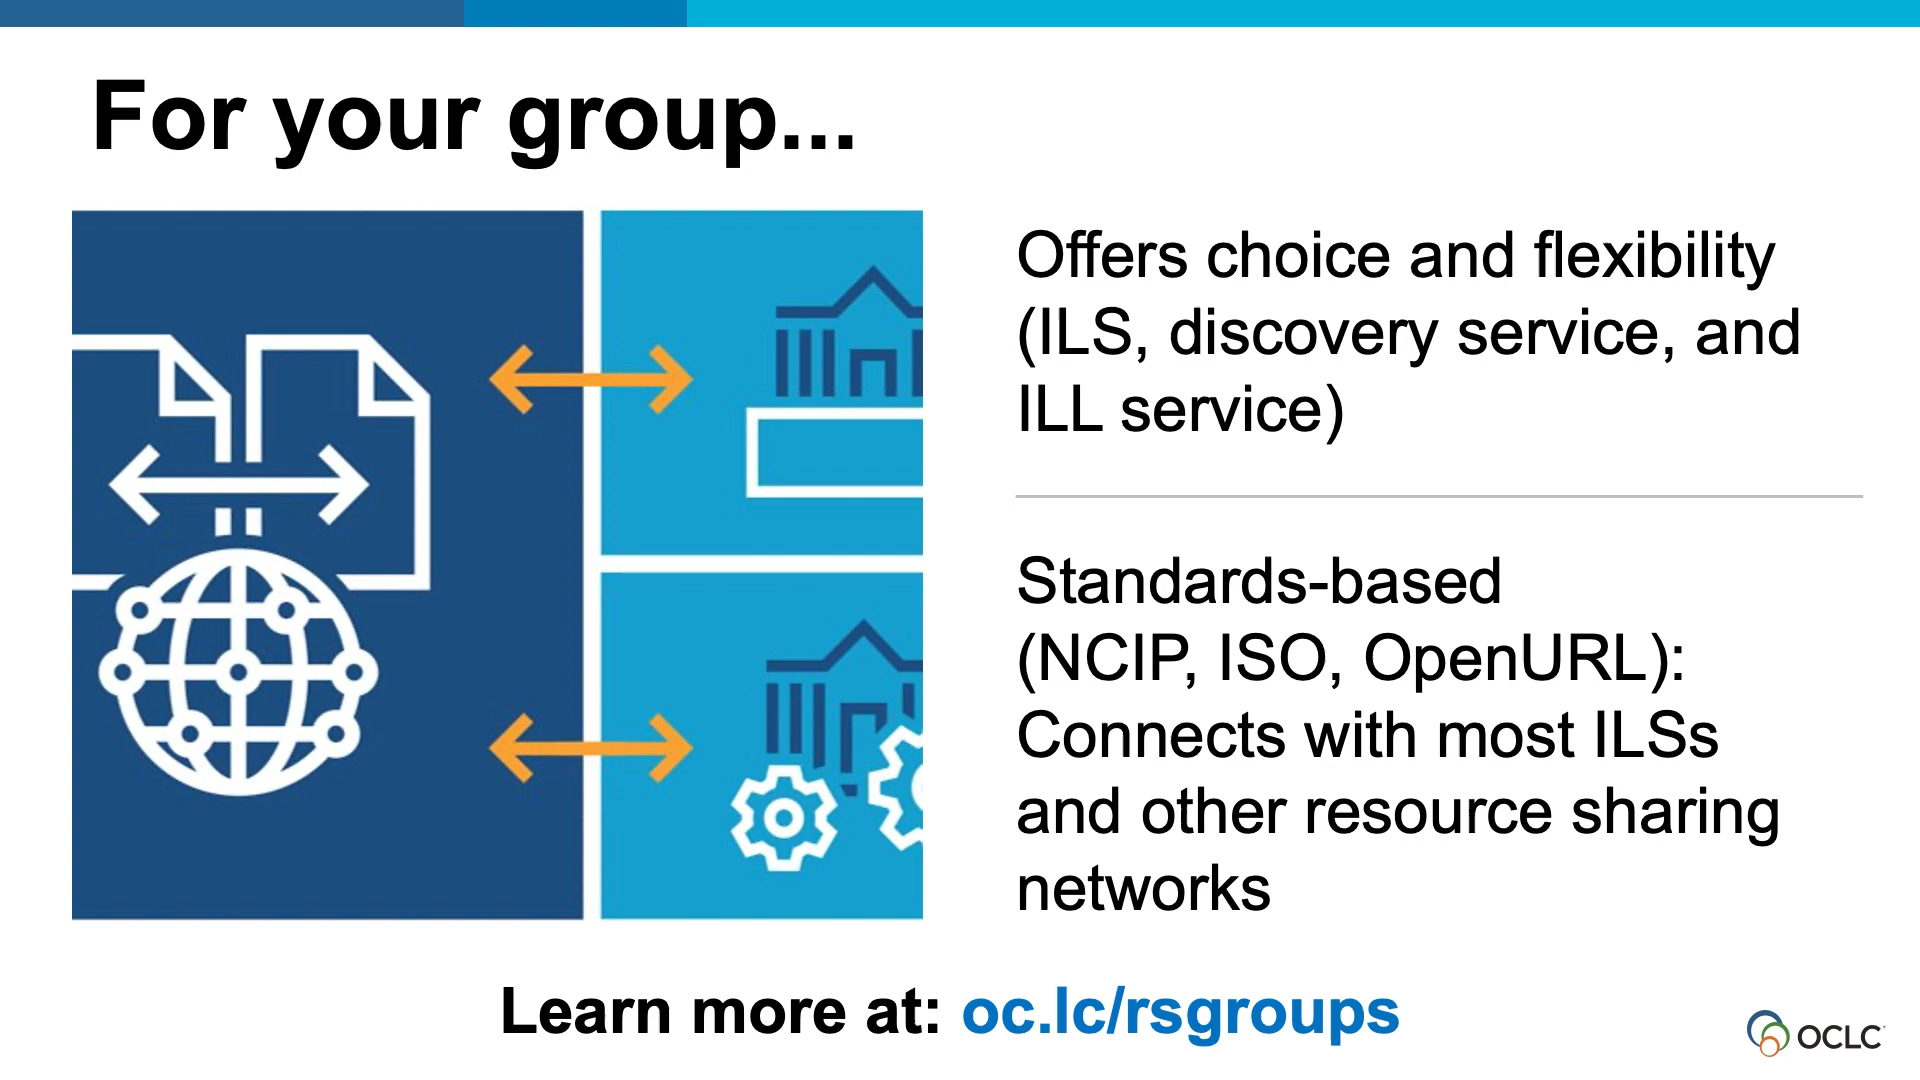 For your group...
Offers choice and flexibility
(ILS, discovery service, and
ILL service)
Standards-based
(NCIP, ISO, OpenURL):
Connects with most ILSs
and other resource sharing
networks
Learn more at: oc.lc/rsgroups
OCLC